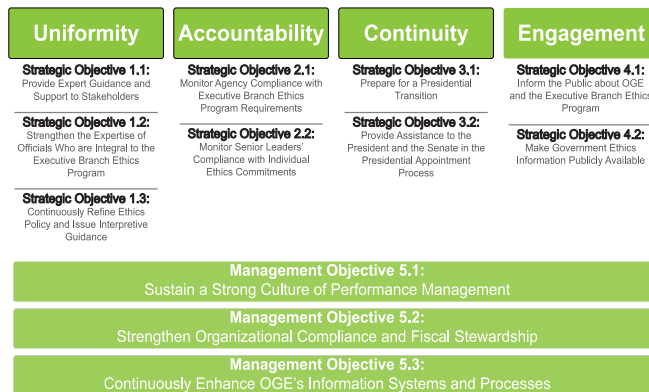 Uniformity
Strategic Objective 1.1:
Provide Expert Guidance and
Support to Stakeholders
Strategic Objective 1.2:
Strengthen the Expertise of
Officials Who are Integral to the
Executive Branch Ethics
Program
Strategic Objective 1.3:
Continuously Refine Ethics
Policy and Issue Interpretive
Guidance
Accountability
Strategic Objective 2.1:
Monitor Agency Compliance with
Executive Branch Ethics
Program Requirements
Strategic Objective 2.2:
Monitor Senior Leaders'
Compliance with Individual
Ethics Commitments
Continuity
Strategic Objective 3.1:
Prepare for a Presidential
Transition
Strategic Objective 3.2:
Provide Assistance to the
President and the Senate in the
Presidential Appointment
Process
Engagement
Strategic Objective 4.1:
Inform the Public about OGE
and the Executive Branch Ethics
Program
Strategic Objective 4.2:
Make Government Ethics
Information Publicly Available
Management Objective 5.1:
Sustain a Strong Culture of Performance Management
Management Objective 5.2:
Strengthen Organizational Compliance and Fiscal Stewardship
Management Objective 5.3:
Continuously Enhance OGE's Information Systems and Processes